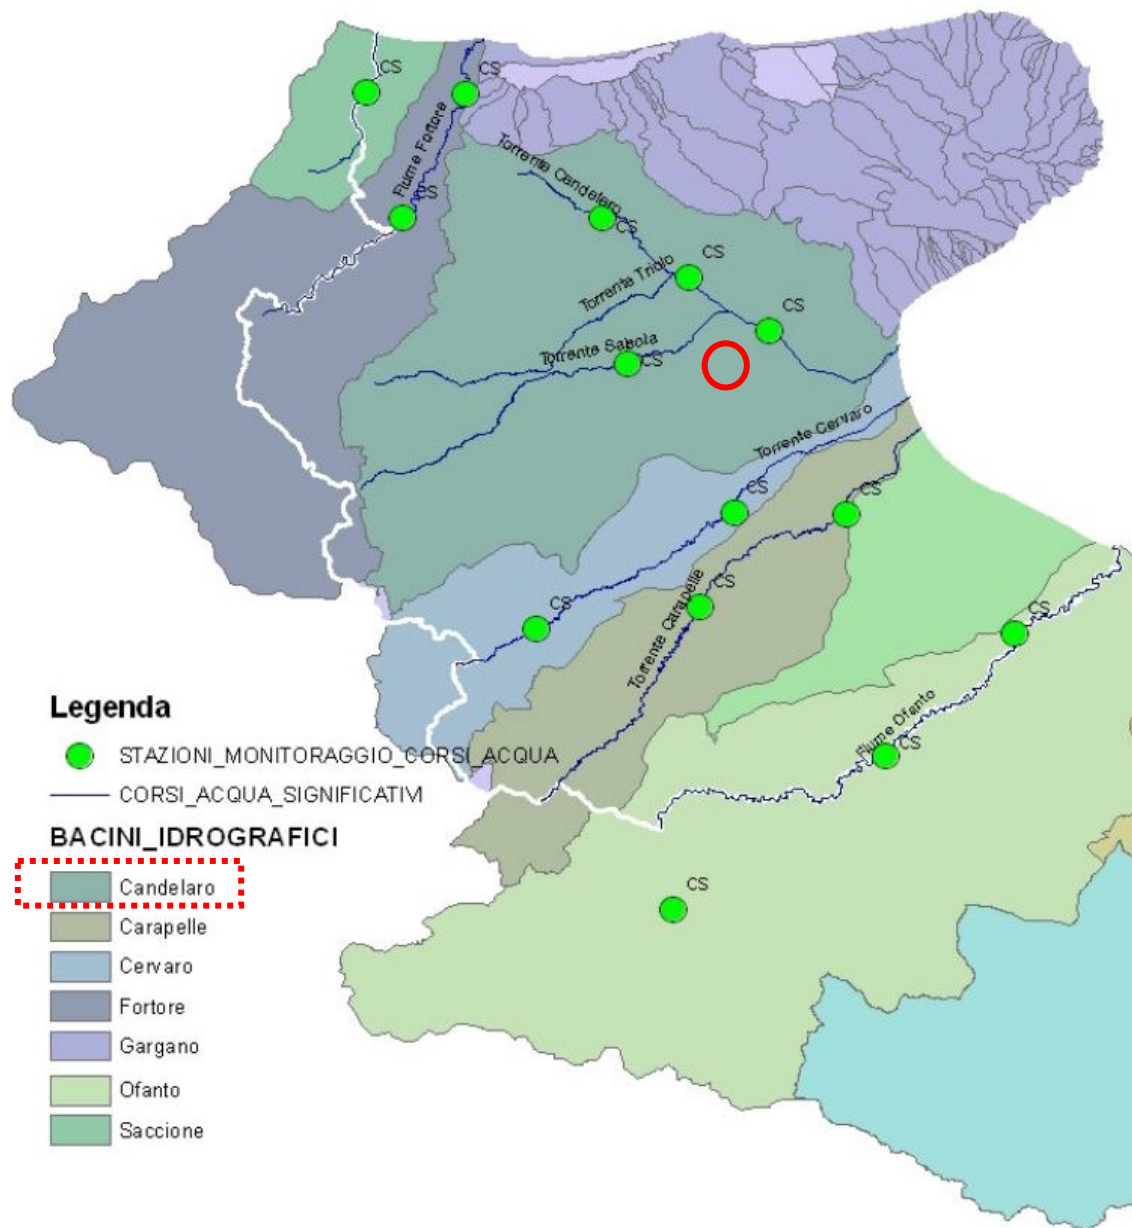 CS
CS
Fiume Fortore
CS
Torrente Candelaro
CS
CS
Torrente Triolo
CS
Torrente Salsola
CS
Torrente Cervaro
CS
CS
CS
Torrente Carapelle
CS
CS
Fiume Ofanto
CS
CS
Legenda
STAZIONI_MONITORAGGIO_CORSI_ACQUA
CORSI_ACQUA_SIGNIFICATIVI
BACINI_IDROGRAFICI
Candelaro
Carapelle
Cervaro
Fortore
Gargano
Ofanto
Saccione